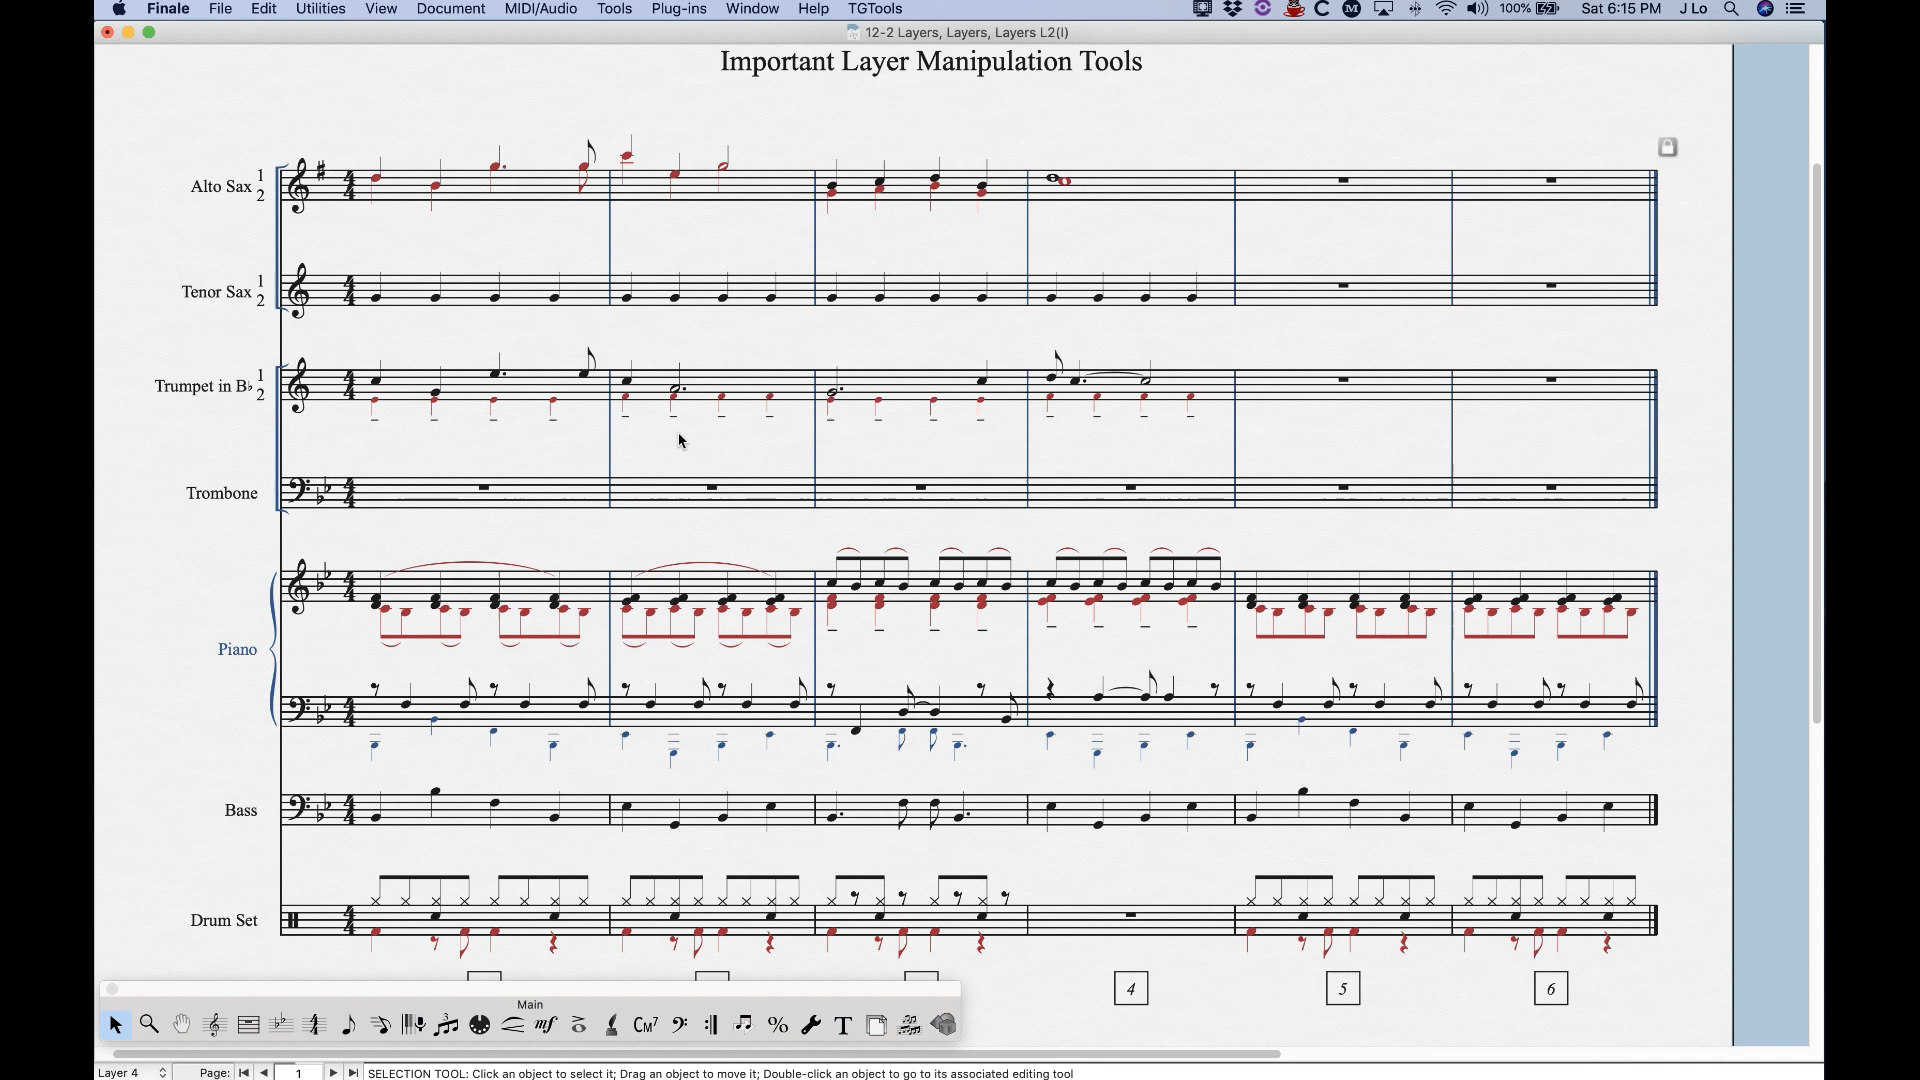 Finale File Edit Utilities View Document MIDI/Audio Tools Plug-ins Window Help TGTools 100% Sat 6:15 PM J Lo
12-2 Layers, Layers, Layers L2(I)
Important Layer Manipulation Tools
Alto Sax 1 2
Tenor Sax 1 2
Trumpet in B♭ 1 2
Trombone
Piano
Bass
Drum Set
4 5 6
Main
mf CM7 % T
Layer 4 Page: 1 SELECTION TOOL: Click an object to select it; Drag an object to move it; Double-click an object to go to its associated editing tool